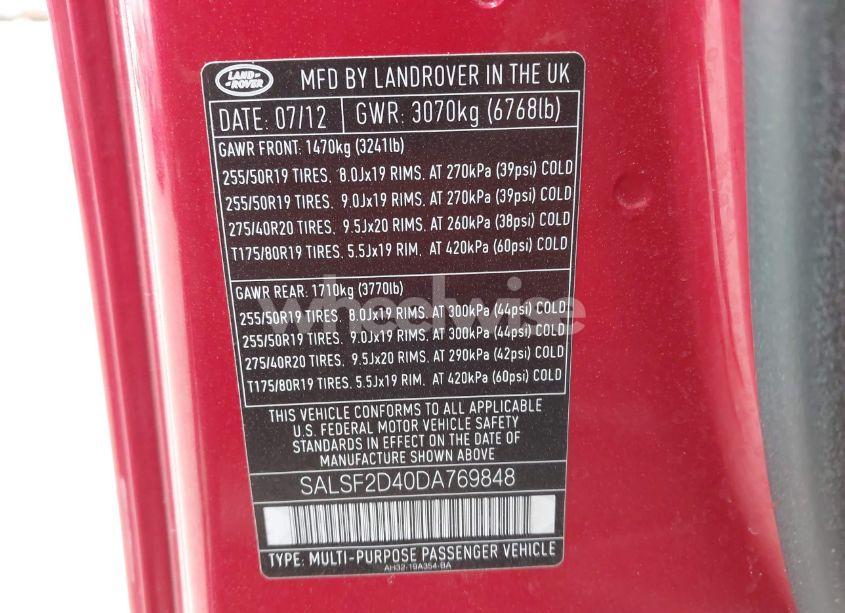 LAND-
-ROVER
MFD BY LANDROVER IN THE UK
DATE: 07/12 GWR: 3070kg (6768lb)
GAWR FRONT: 1470kg (3241lb)
255/50R19 TIRES. 8.0Jx19 RIMS. AT 270kPa (39psi) COLD
255/50R19 TIRES. 9.0Jx19 RIMS. AT 270kPa (39psi) COLD
275/40R20 TIRES. 9.5Jx20 RIMS. AT 260kPa (38psi) COLD
T175/80R19 TIRES. 5.5Jx19 RIM. AT 420kPa (60psi) COLD
GAWR REAR: 1710kg (3770lb)
255/50R19 TIRES. 8.0Jx19 RIMS. AT 300kPa (44psi) COLD
255/50R19 TIRES. 9.0Jx19 RIMS. AT 300kPa (44psi) COLD
275/40R20 TIRES. 9.5Jx20 RIMS. AT 290kPa (42psi) COLD
T175/80R19 TIRES. 5.5Jx19 RIM. AT 420kPa (60psi) COLD
wheelwise
THIS VEHICLE CONFORMS TO ALL APPLICABLE
U.S. FEDERAL MOTOR VEHICLE SAFETY
STANDARDS IN EFFECT ON THE DATE OF
MANUFACTURE SHOWN ABOVE
SALSF2D40DA769848
TYPE: MULTI-PURPOSE PASSENGER VEHICLE
AH32-19A354-BA